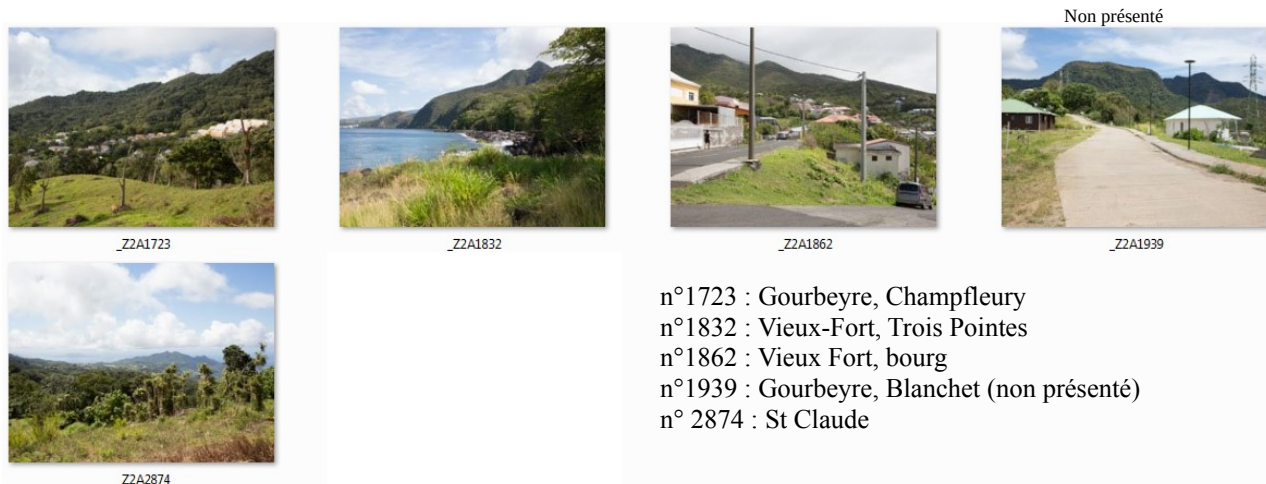 Non présenté
_Z2A1723
_Z2A1832
_Z2A1862
_Z2A1939
n°1723 : Gourbeyre, Champfleury
n°1832 : Vieux-Fort, Trois Pointes
n°1862 : Vieux Fort, bourg
n°1939 : Gourbeyre, Blanchet (non présenté)
n° 2874 : St Claude
_Z2A2874